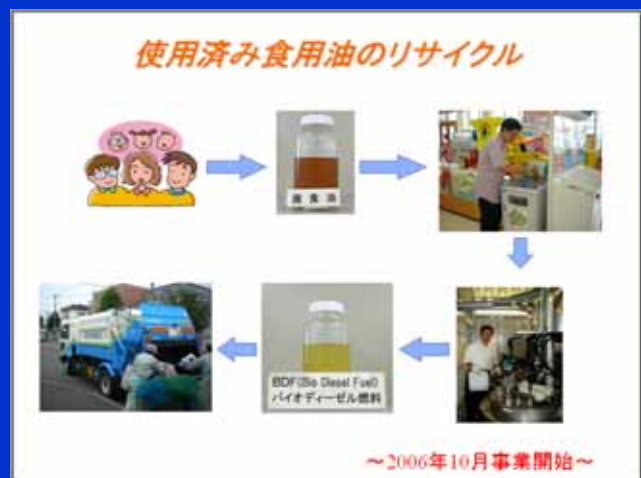 使用済み食用油のリサイクル
廃食油
BDF(Bio Diesel Fuel)
バイオディーゼル燃料
～2006年10月事業開始～